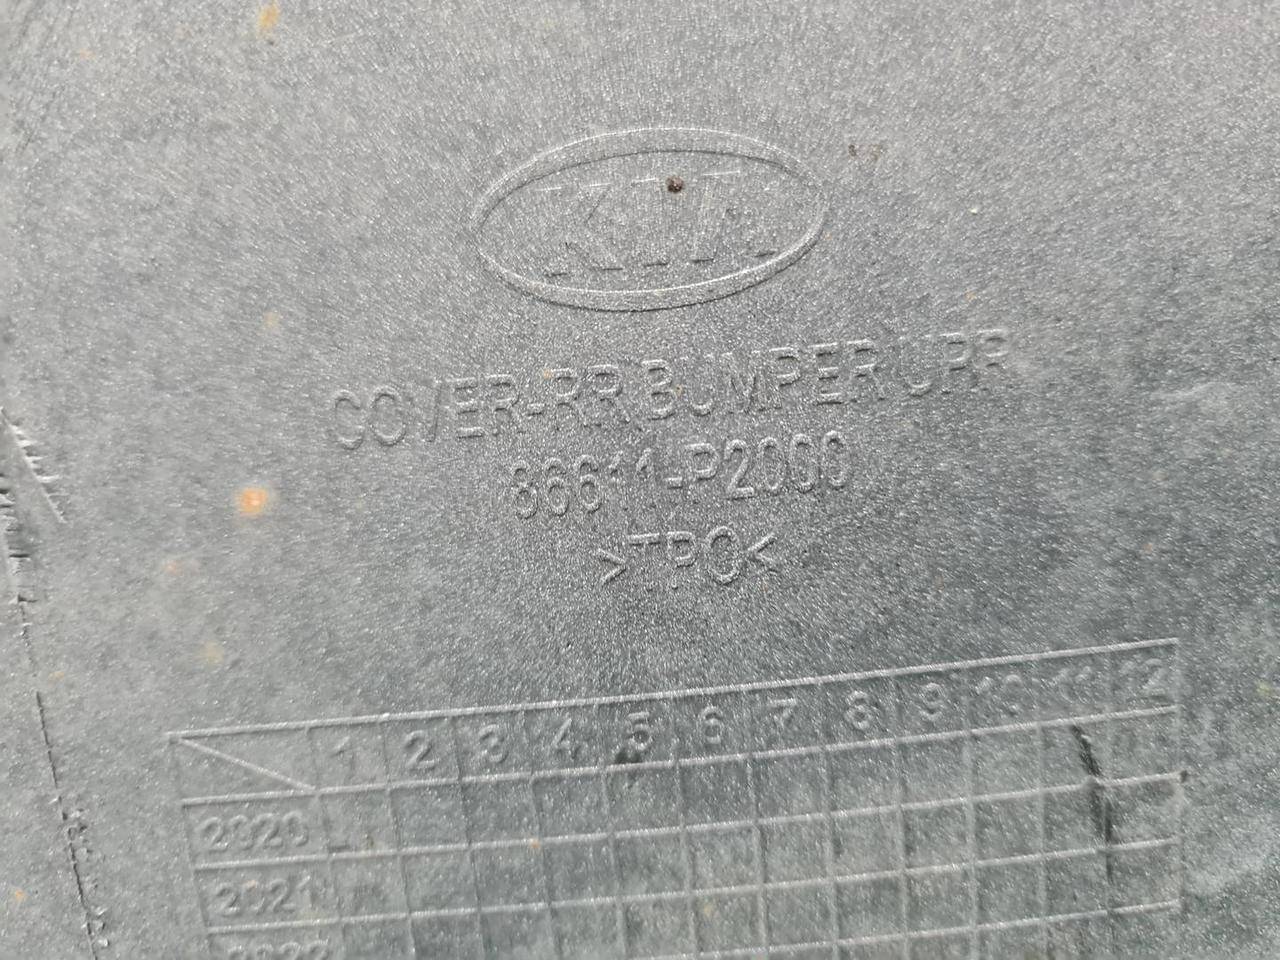 KIA
COVER-RR BUMPER UPR
86611-P2000
>TPO<
1 2 3 4 5 6 7 8 9 10 11 12
2020
2021
2022